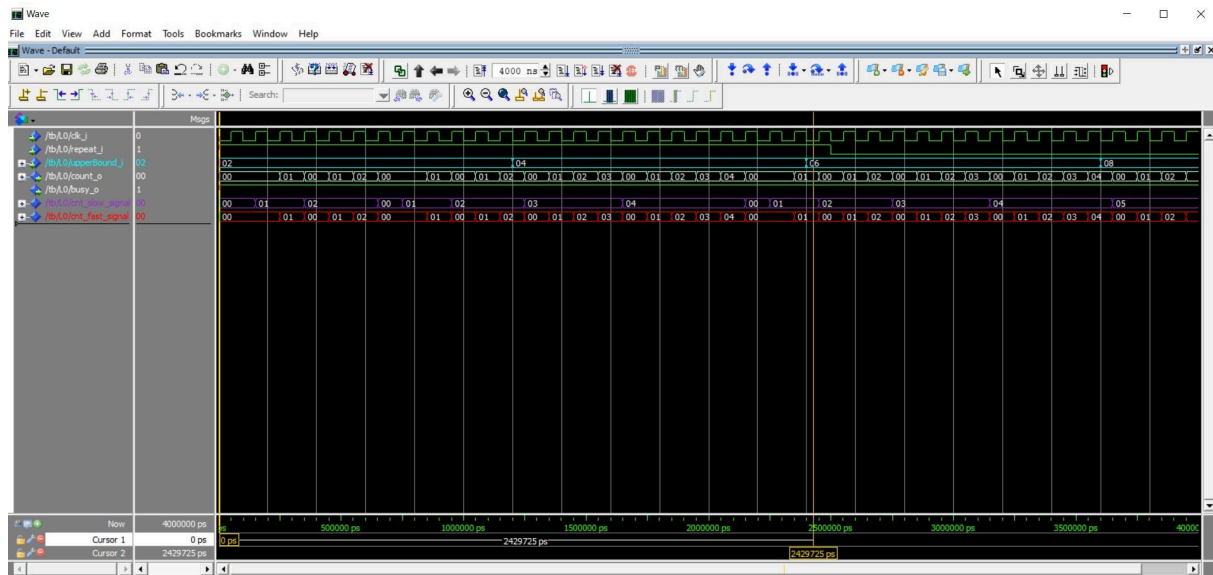 Wave
File Edit View Add Format Tools Bookmarks Window Help
Wave - Default
4000 ns
Search:
Msgs
/tb/L0/clk_i 0
/tb/L0/repeat_i 1
/tb/L0/upperBound_i 02 02 04 06 08
/tb/L0/count_o 00 00 01 00 01 02 00 01 00 01 02 00 01 02 03 00 01 02 03 04 00 01 00 01 02 00 01 02 03 00 01 02 03 04 00 01 02
/tb/L0/busy_o 1
/tb/L0/cnt_slow_signal 00 00 01 02 00 01 02 03 04 00 01 02 03 04 05
/tb/L0/cnt_fast_signal 00 00 01 00 01 02 00 01 00 01 02 00 01 02 03 00 01 02 03 04 00 01 00 01 02 00 01 02 03 00 01 02 03 04 00 01 02
Now 4000000 ps ps 500000 ps 1000000 ps 1500000 ps 2000000 ps 2500000 ps 3000000 ps 3500000 ps 40000
Cursor 1 0 ps 0 ps 2429725 ps
Cursor 2 2429725 ps 2429725 ps